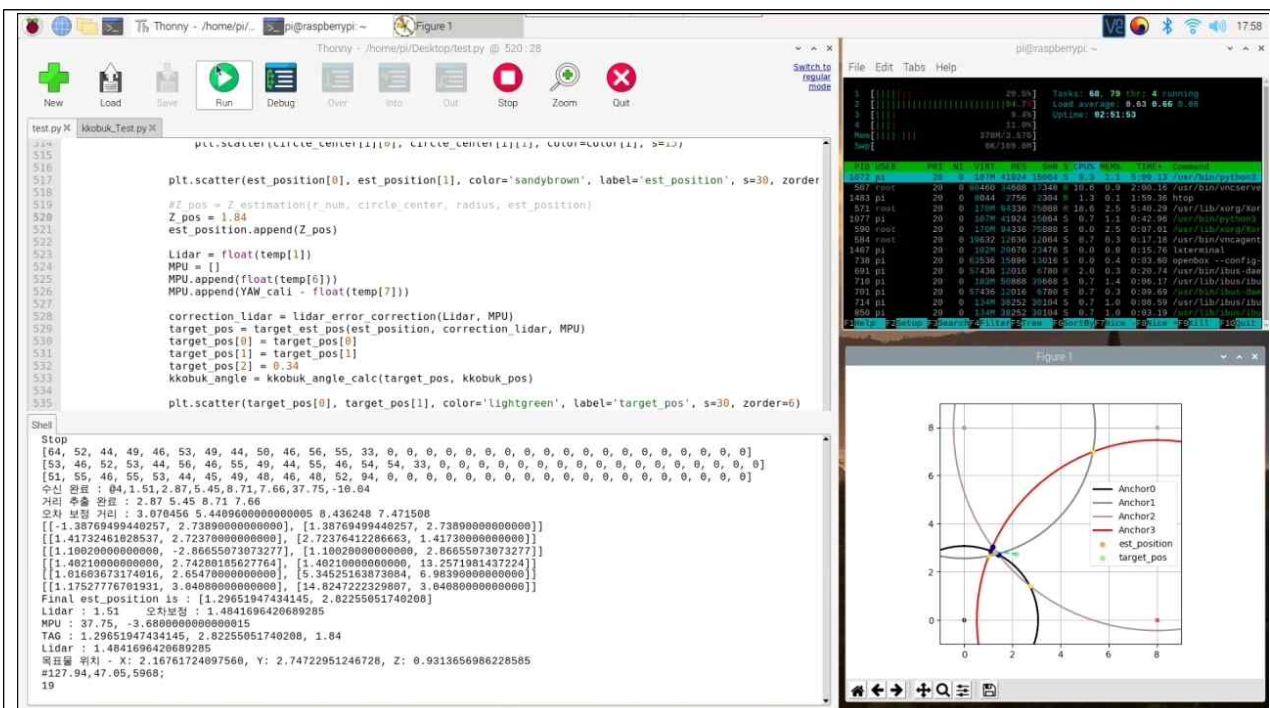 Thonny - /home/pi/...
pi@raspberrypi: ~
Figure 1
17:58
Thonny - /home/pi/Desktop/test.py @ 520:28
Switch to
regular
mode
New Load Save Run Debug Over Into Out Stop Zoom Quit
test.py kkobuk_Test.py
514 plt.scatter(circle_center[i][0], circle_center[i][1], color=color[i], s=15)
515
516
517 plt.scatter(est_position[0], est_position[1], color='sandybrown', label='est_position', s=30, zorder
518
519 #Z_pos = Z_estimation(r_num, circle_center, radius, est_position)
520 Z_pos = 1.84
521 est_position.append(Z_pos)
522
523 Lidar = float(temp[1])
524 MPU = []
525 MPU.append(float(temp[6]))
526 MPU.append(YAW_cali - float(temp[7]))
527
528 correction_lidar = lidar_error_correction(Lidar, MPU)
529 target_pos = target_est_pos(est_position, correction_lidar, MPU)
530 target_pos[0] = target_pos[0]
531 target_pos[1] = target_pos[1]
532 target_pos[2] = 0.34
533 kkobuk_angle = kkobuk_angle_calc(target_pos, kkobuk_pos)
534
535 plt.scatter(target_pos[0], target_pos[1], color='lightgreen', label='target_pos', s=30, zorder=6)
Shell
Stop
[64, 52, 44, 49, 46, 53, 49, 44, 50, 46, 56, 55, 33, 0, 0, 0, 0, 0, 0, 0, 0, 0, 0, 0, 0, 0, 0, 0, 0, 0, 0, 0]
[53, 46, 52, 53, 44, 56, 46, 55, 49, 44, 55, 46, 54, 54, 33, 0, 0, 0, 0, 0, 0, 0, 0, 0, 0, 0, 0, 0, 0, 0, 0, 0]
[51, 55, 46, 55, 53, 44, 45, 49, 48, 46, 48, 52, 94, 0, 0, 0, 0, 0, 0, 0, 0, 0, 0, 0, 0, 0, 0, 0, 0, 0, 0, 0]
수신 완료 : @4,1.51,2.87,5.45,8.71,7.66,37.75,-10.04
거리 추출 완료 : 2.87 5.45 8.71 7.66
오차 보정 거리 : 3.070456 5.4409600000000005 8.436248 7.471508
[[-1.38769499440257, 2.73890000000000], [1.38769499440257, 2.73890000000000]]
[[1.41732461028537, 2.72370000000000], [2.72376412286663, 1.41730000000000]]
[[1.10020000000000, -2.86655073073277], [1.10020000000000, 2.86655073073277]]
[[1.40210000000000, 2.74280185627764], [1.40210000000000, 13.2571981437224]]
[[1.01603673174016, 2.65470000000000], [5.34525163873084, 6.98390000000000]]
[[1.17527776701931, 3.04080000000000], [14.8247222329807, 3.04080000000000]]
Final est_position is : [1.29651947434145, 2.82255051740208]
Lidar : 1.51 오차보정 : 1.4841696420689285
MPU : 37.75, -3.6800000000000015
TAG : 1.29651947434145, 2.82255051740208, 1.84
Lidar : 1.4841696420689285
목표물 위치 - X: 2.16761724097560, Y: 2.74722951246728, Z: 0.9313656986228585
#127.94,47.05,5968;
19
pi@raspberrypi: ~
File Edit Tabs Help
Tasks: 68, 79 thr; 4 running
Load average: 0.63 0.66
Uptime: 02:51:53
PID USER PRI NI VIRT RES SHR S CPU% MEM% TIME+ Command
Figure 1
8
6
4
2
0
0 2 4 6 8
Anchor0
Anchor1
Anchor2
Anchor3
est_position
target_pos